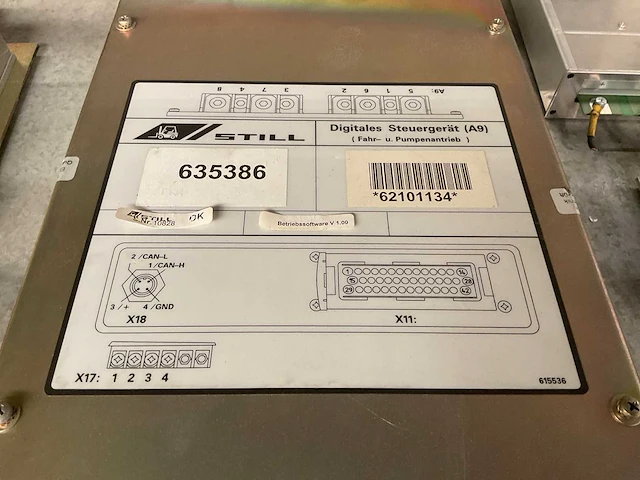 8 4 7 3 2 6 1 5 A9:
STILL
Digitales Steuergerät (A9)
( Fahr- u. Pumpenantrieb )
635386
*62101134*
STILL OK
Betriebssoftware V 1.00
2 /CAN-L
1 /CAN-H
3 /+ 4 /GND
X18
1 14
15 28
29 42
X11:
X17: 1 2 3 4
615536